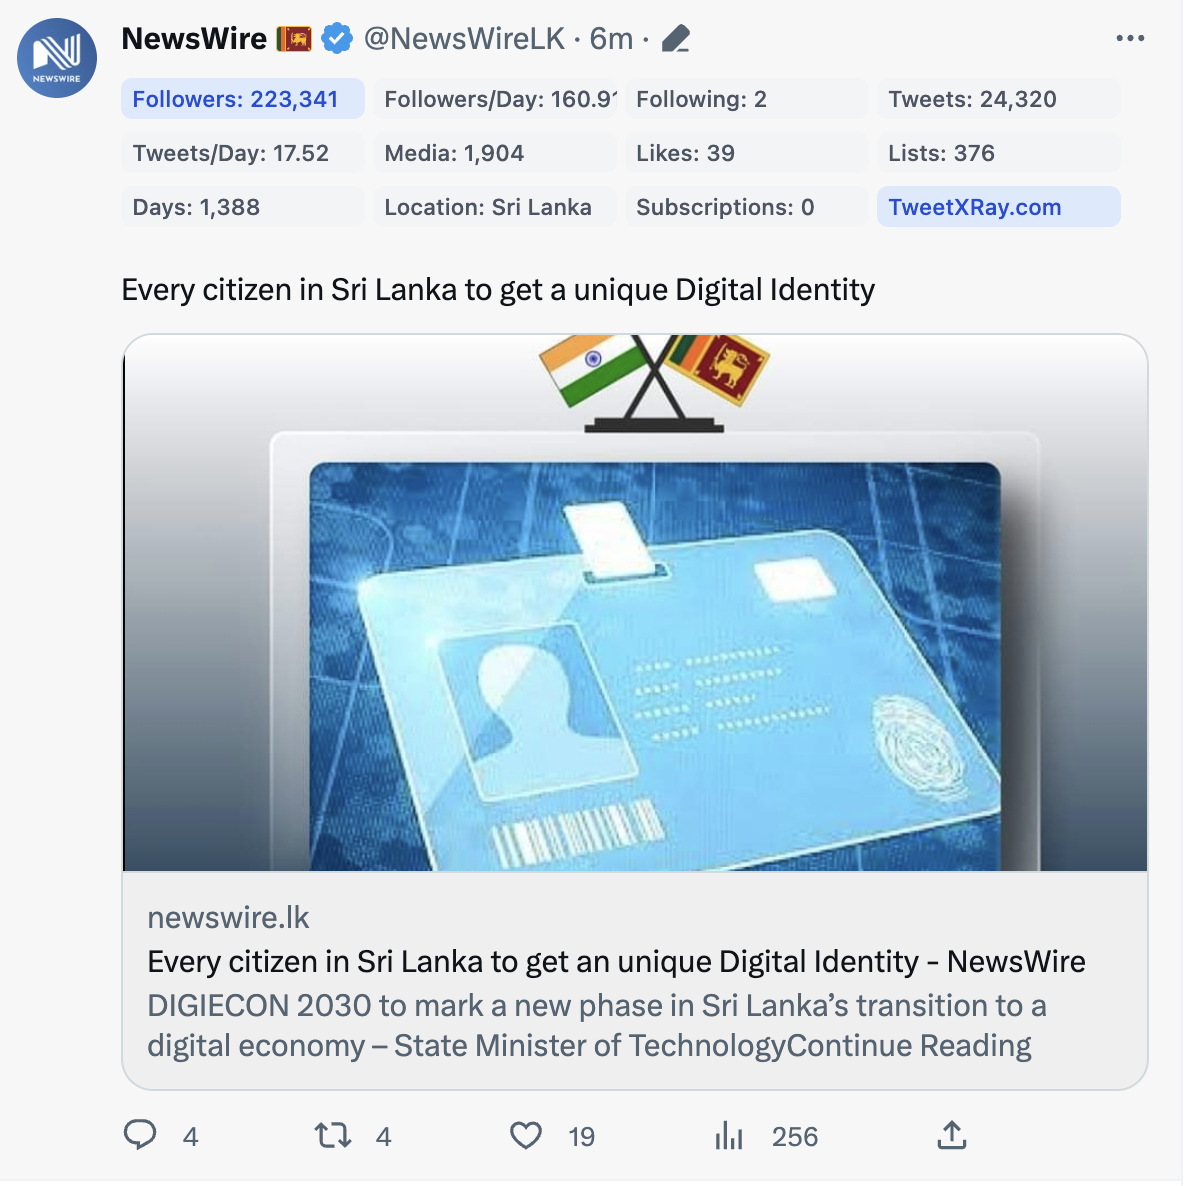 NewsWire @NewsWireLK · 6m ·
NEWSWIRE
Followers: 223,341 Followers/Day: 160.91 Following: 2 Tweets: 24,320
Tweets/Day: 17.52 Media: 1,904 Likes: 39 Lists: 376
Days: 1,388 Location: Sri Lanka Subscriptions: 0 TweetXRay.com
Every citizen in Sri Lanka to get a unique Digital Identity
newswire.lk
Every citizen in Sri Lanka to get an unique Digital Identity - NewsWire
DIGIECON 2030 to mark a new phase in Sri Lanka’s transition to a
digital economy – State Minister of TechnologyContinue Reading
4 4 19 256